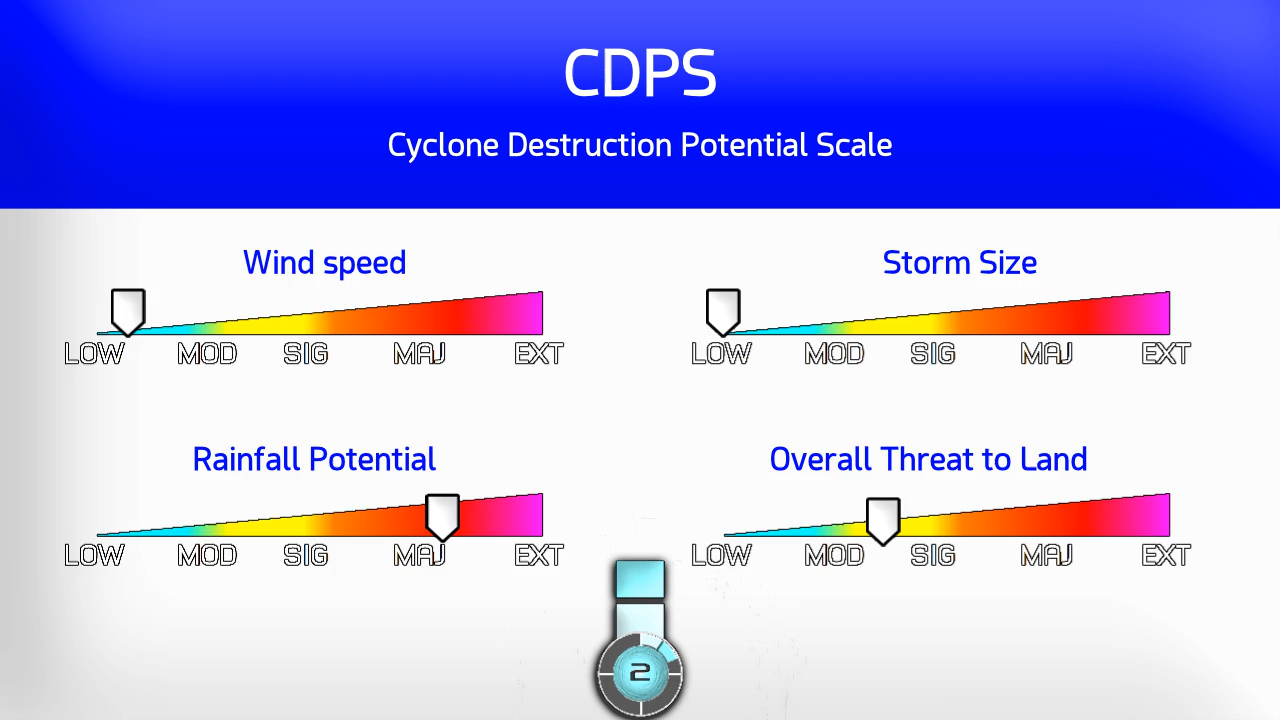 CDPS
Cyclone Destruction Potential Scale
Wind speed
LOW MOD SIG MAJ EXT
Storm Size
LOW MOD SIG MAJ EXT
Rainfall Potential
LOW MOD SIG MAJ EXT
Overall Threat to Land
LOW MOD SIG MAJ EXT
2